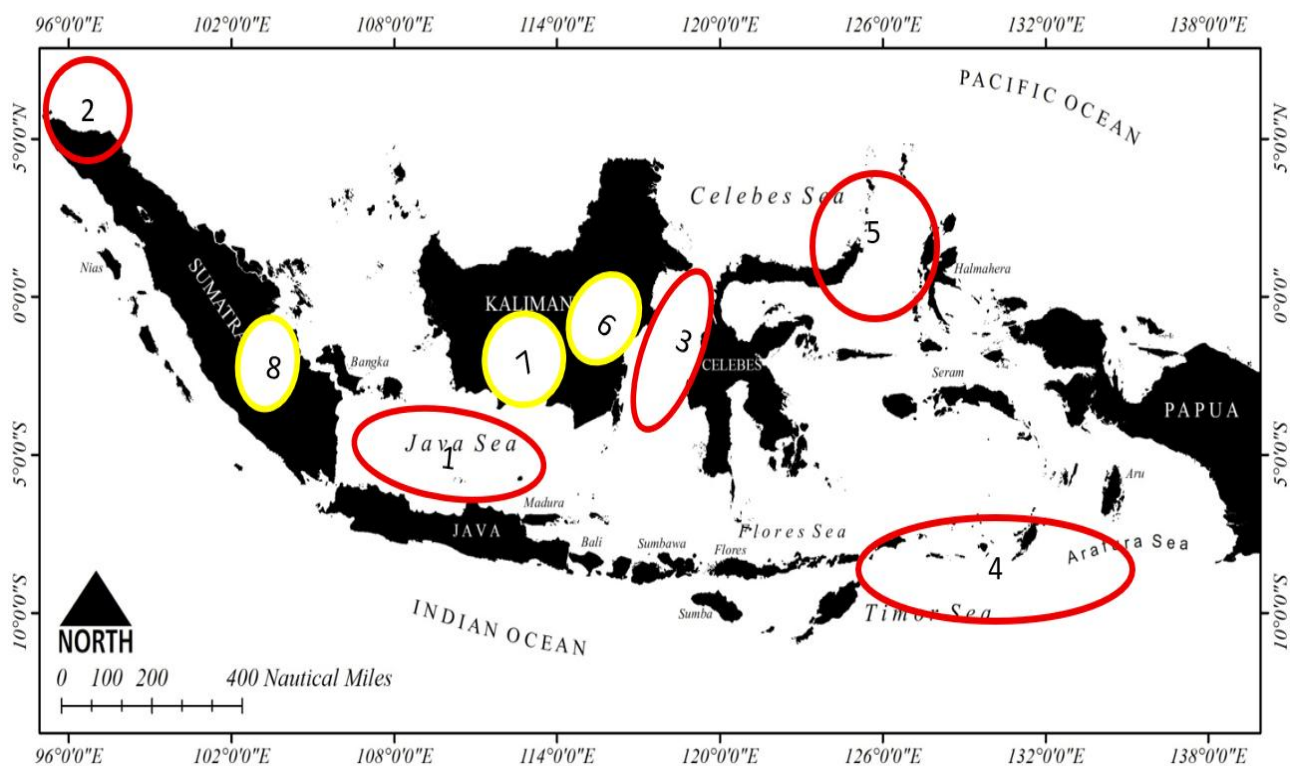 96°0'0"E 102°0'0"E 108°0'0"E 114°0'0"E 120°0'0"E 126°0'0"E 132°0'0"E 138°0'0"E
PACIFIC OCEAN
2
5°0'0"N 5°0'0"N
Celebes Sea
5
Nias
SUMATRA
KALIMAN
Halmahera
0°0'0"N 0°0'0"N
6
3
8
Bangka
7
CELEBES
Seram
PAPUA
Java Sea
1
5°0'0"S 5°0'0"S
Aru
Madura
JAVA
Flores Sea
Bali
Sumbawa
Flores
Arafura Sea
4
Sumba
Timor Sea
10°0'0"S 10°0'0"S
INDIAN OCEAN
NORTH
0 100 200 400 Nautical Miles
96°0'0"E 102°0'0"E 108°0'0"E 114°0'0"E 120°0'0"E 126°0'0"E 132°0'0"E 138°0'0"E